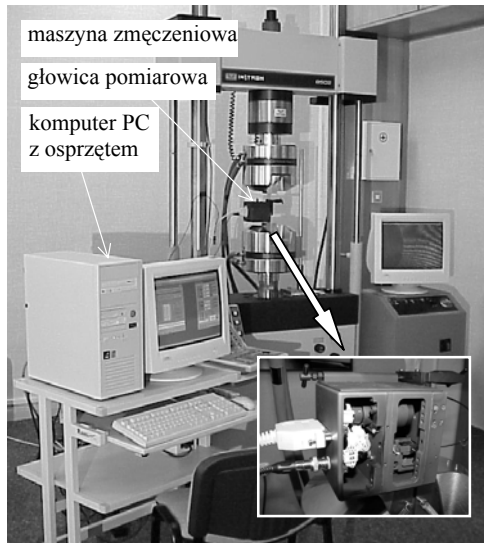 maszyna zmęczeniowa
głowica pomiarowa
komputer PC
z osprzętem
INSTRON